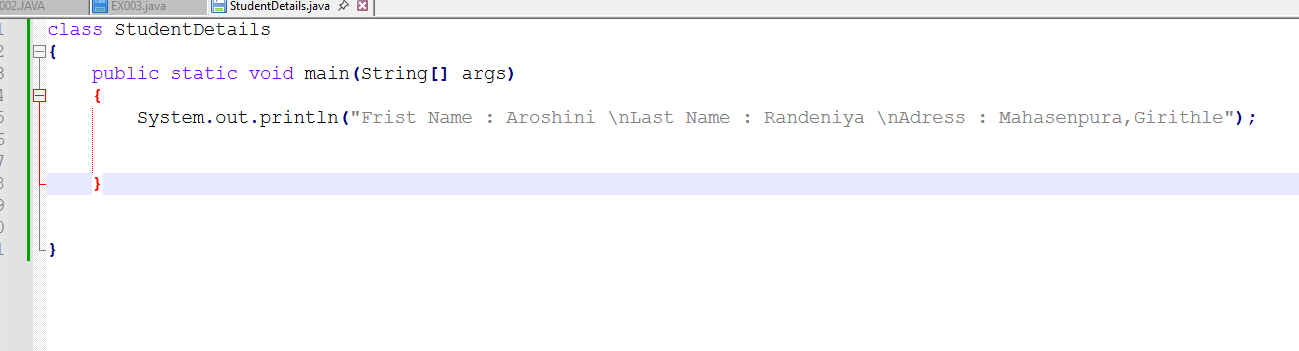 002.JAVA EX003.java StudentDetails.java
1 class StudentDetails
2 {
3 public static void main(String[] args)
4 {
5 System.out.println("Frist Name : Aroshini \nLast Name : Randeniya \nAdress : Mahasenpura,Girithle");
6
7
8 }
9
0
1 }